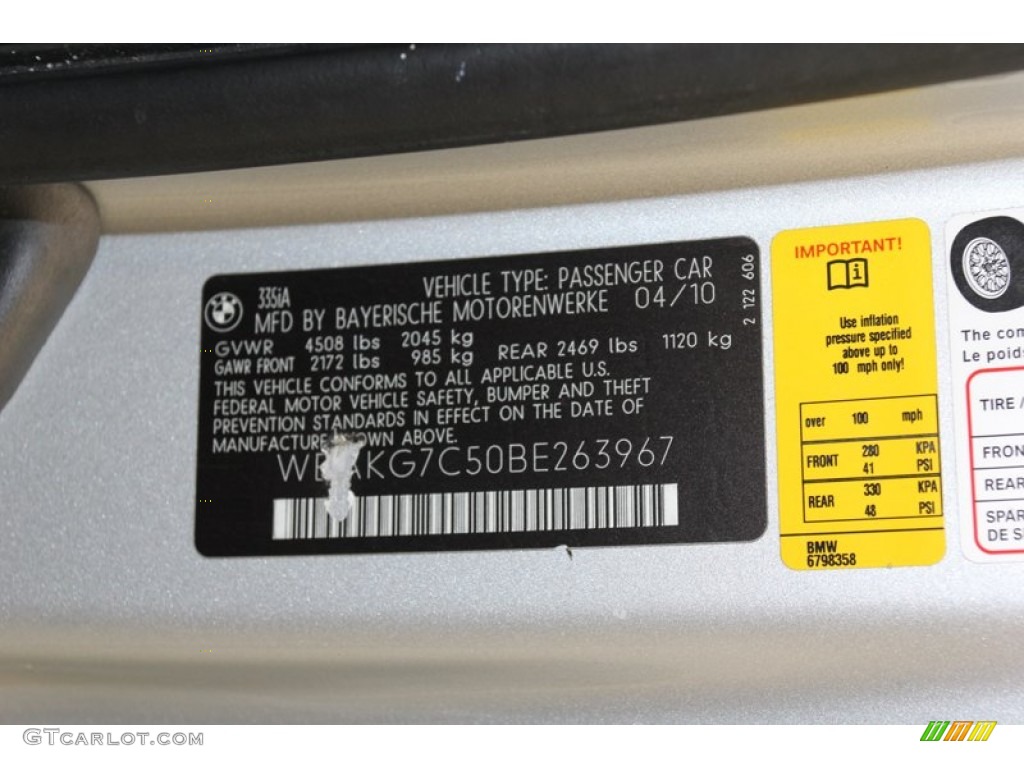 335iA
VEHICLE TYPE: PASSENGER CAR
MFD BY BAYERISCHE MOTORENWERKE 04/10
GVWR 4508 lbs 2045 kg
GAWR FRONT 2172 lbs 985 kg REAR 2469 lbs 1120 kg
THIS VEHICLE CONFORMS TO ALL APPLICABLE U.S.
FEDERAL MOTOR VEHICLE SAFETY, BUMPER AND THEFT
PREVENTION STANDARDS IN EFFECT ON THE DATE OF
MANUFACTURE SHOWN ABOVE.
KG7C50BE263967
2 122 606
IMPORTANT!
Use inflation
pressure specified
above up to
100 mph only!
over 100 mph
FRONT 280 KPA
41 PSI
REAR 330 KPA
48 PSI
BMW
6798358
The com
Le poids
TIRE /
FRON
REAR
SPAR
DE S
GTCARLOT.COM